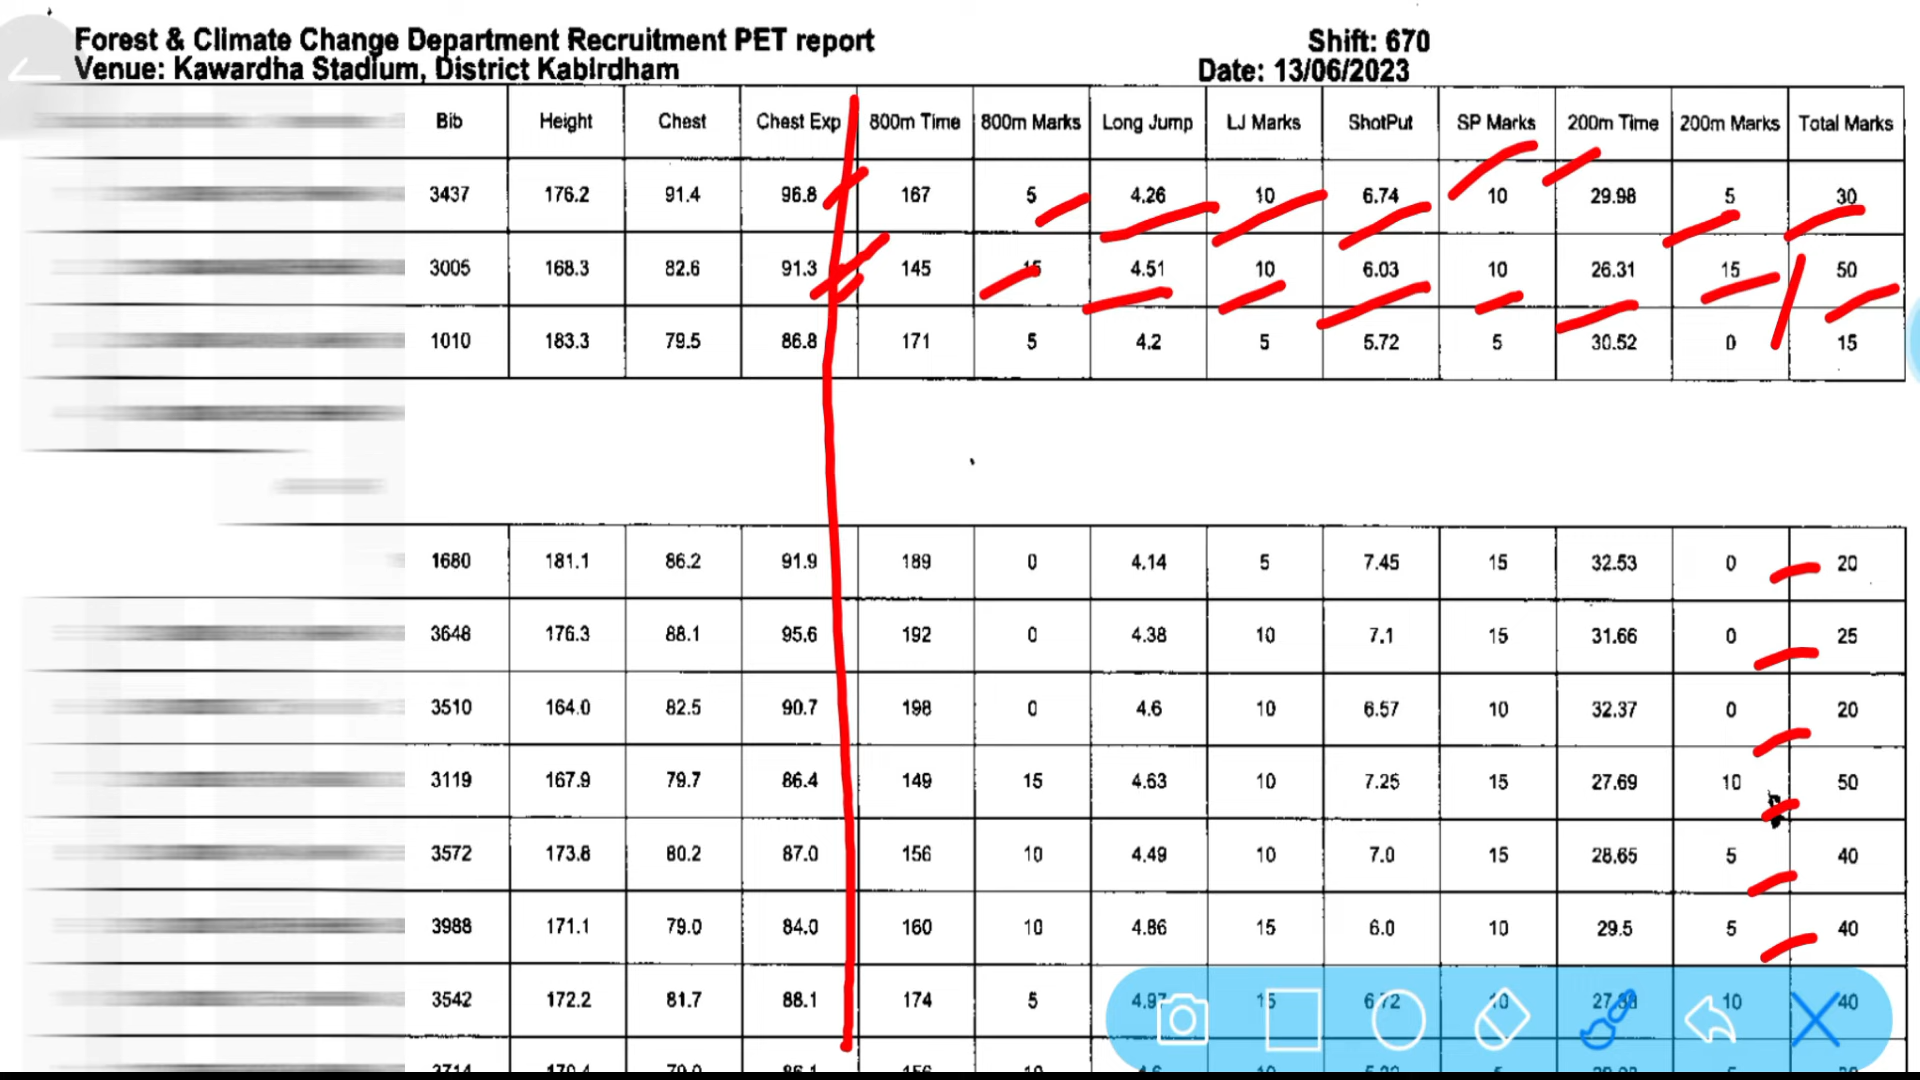 Forest & Climate Change Department Recruitment PET report Shift: 670
Venue: Kawardha Stadium, District Kabirdham Date: 13/06/2023
Bib Height Chest Chest Exp 800m Time 800m Marks Long Jump LJ Marks ShotPut SP Marks 200m Time 200m Marks Total Marks
3437 176.2 91.4 96.8 167 5 4.26 10 6.74 10 29.98 5 30
3005 168.3 82.6 91.3 145 15 4.51 10 6.03 10 26.31 15 50
1010 183.3 79.5 86.8 171 5 4.2 5 5.72 5 30.52 0 15
1680 181.1 86.2 91.9 189 0 4.14 5 7.45 15 32.53 0 20
3648 176.3 88.1 95.6 192 0 4.38 10 7.1 15 31.66 0 25
3510 164.0 82.5 90.7 198 0 4.6 10 6.57 10 32.37 0 20
3119 167.9 79.7 86.4 149 15 4.63 10 7.25 15 27.69 10 50
3572 173.8 80.2 87.0 156 10 4.49 10 7.0 15 28.65 5 40
3988 171.1 79.0 84.0 160 10 4.86 15 6.0 10 29.5 5 40
3542 172.2 81.7 88.1 174 5 4.97 15 6.72 10 10 40